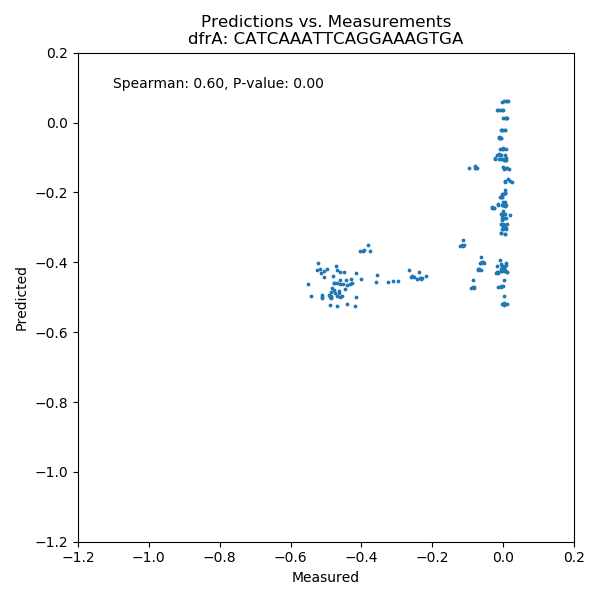 Predictions vs. Measurements
dfrA: CATCAAATTCAGGAAAGTGA
Spearman: 0.60, P-value: 0.00
0.2
0.0
−0.2
−0.4
−0.6
−0.8
−1.0
−1.2
Predicted
−1.2 −1.0 −0.8 −0.6 −0.4 −0.2 0.0 0.2
Measured